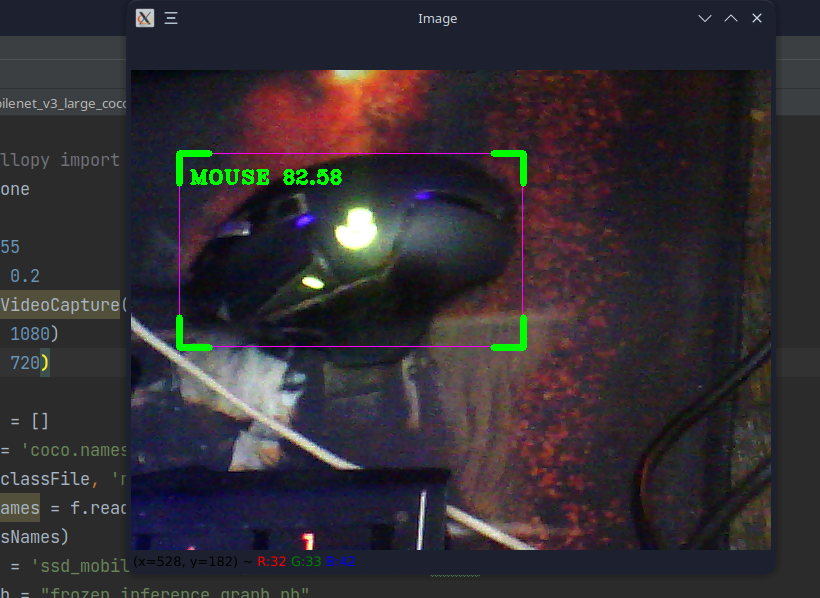 Image
bilenet_v3_large_coco
llopy import
one
MOUSE 82.58
55
0.2
VideoCapture(
1080)
720)
= []
= 'coco.names
classFile, 'r
ames = f.read
sNames)
= 'ssd_mobil
(x=528, y=182) ~ R:32 G:33 B:47
h = "frozen_inference_graph.pb"